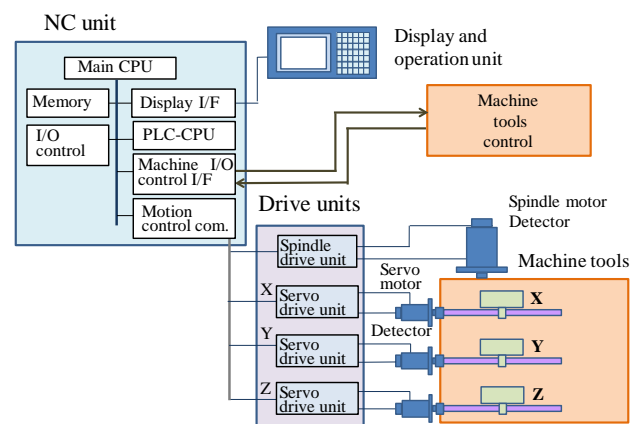 NC unit
Main CPU
Memory
Display I/F
I/O
control
PLC-CPU
Machine I/O
control I/F
Motion
control com.
Display and
operation unit
Machine
tools
control
Drive units
Spindle
drive unit
X
Servo
drive unit
Y
Servo
drive unit
Z
Servo
drive unit
Spindle motor
Detector
Servo
motor
Detector
Machine tools
X
Y
Z